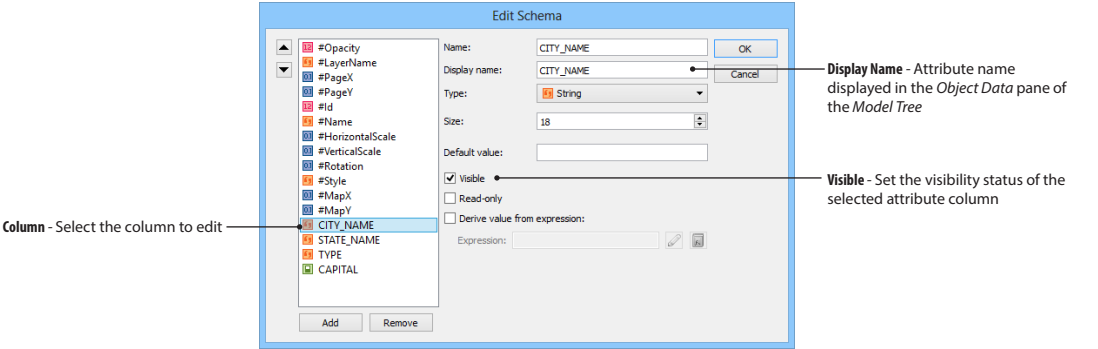 Edit Schema
#Opacity
#LayerName
#PageX
#PageY
#Id
#Name
#HorizontalScale
#VerticalScale
#Rotation
#Style
#MapX
#MapY
CITY_NAME
STATE_NAME
TYPE
CAPITAL
Add Remove
Name: CITY_NAME
Display name: CITY_NAME
Type: String
Size: 18
Default value:
Visible
Read-only
Derive value from expression:
Expression:
OK
Cancel
Column - Select the column to edit
Display Name - Attribute name
displayed in the Object Data pane of
the Model Tree
Visible - Set the visibility status of the
selected attribute column